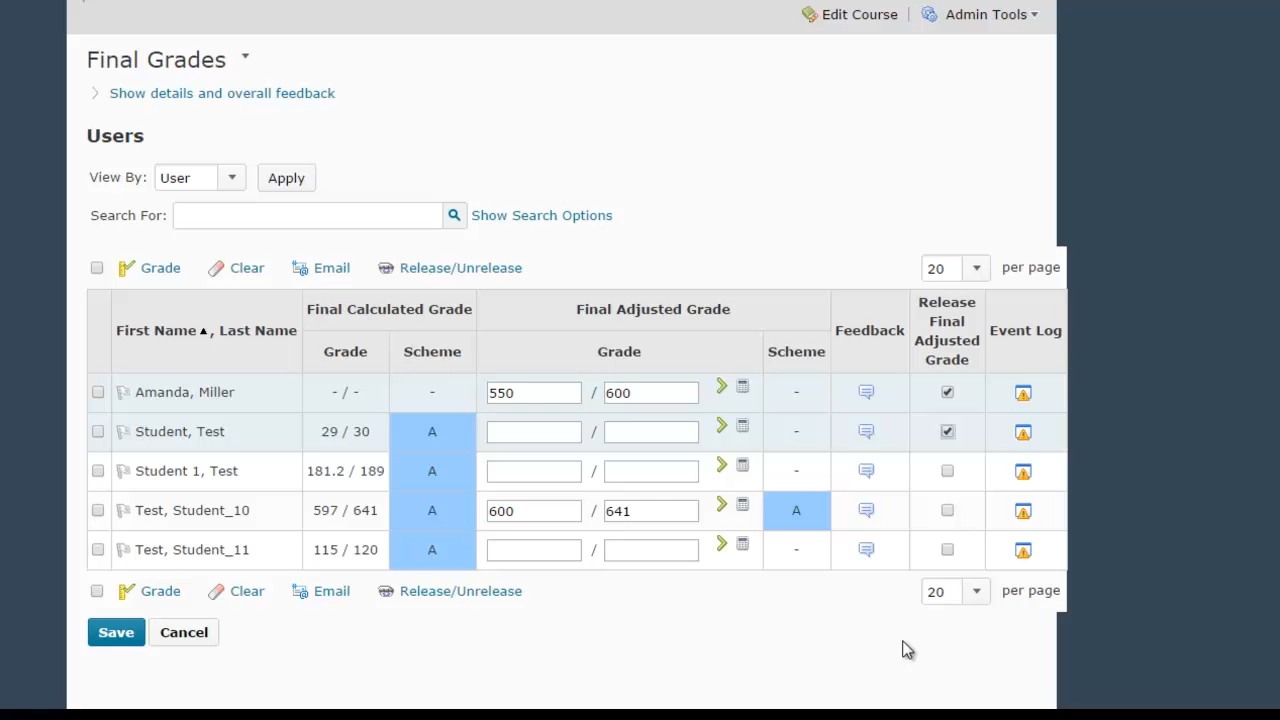 Edit Course | Admin Tools
Final Grades
Show details and overall feedback
Users
View By: User Apply
Search For: Show Search Options
Grade Clear Email Release/Unrelease 20 per page
First Name, Last Name Final Calculated Grade Final Adjusted Grade Feedback Release Final Adjusted Grade Event Log
Grade Scheme Grade Scheme
Amanda, Miller - / - - 550 / 600 -
Student, Test 29 / 30 A / -
Student 1, Test 181.2 / 189 A / -
Test, Student_10 597 / 641 A 600 / 641 A
Test, Student_11 115 / 120 A / -
Grade Clear Email Release/Unrelease 20 per page
Save Cancel